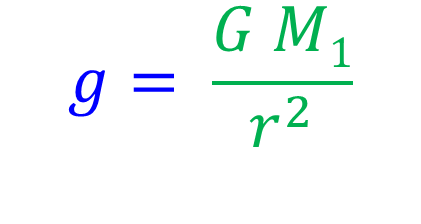 g = G M₁ / r²